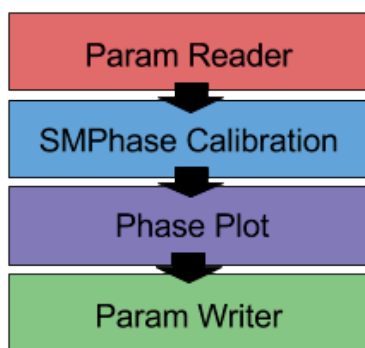 Param Reader
SMPhase Calibration
Phase Plot
Param Writer